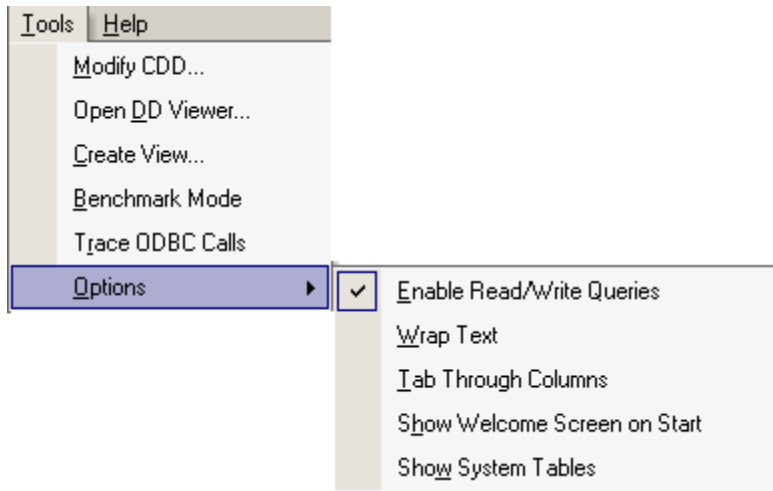 Tools Help
Modify CDD...
Open DD Viewer...
Create View...
Benchmark Mode
Trace ODBC Calls
Options
Enable Read/Write Queries
Wrap Text
Tab Through Columns
Show Welcome Screen on Start
Show System Tables